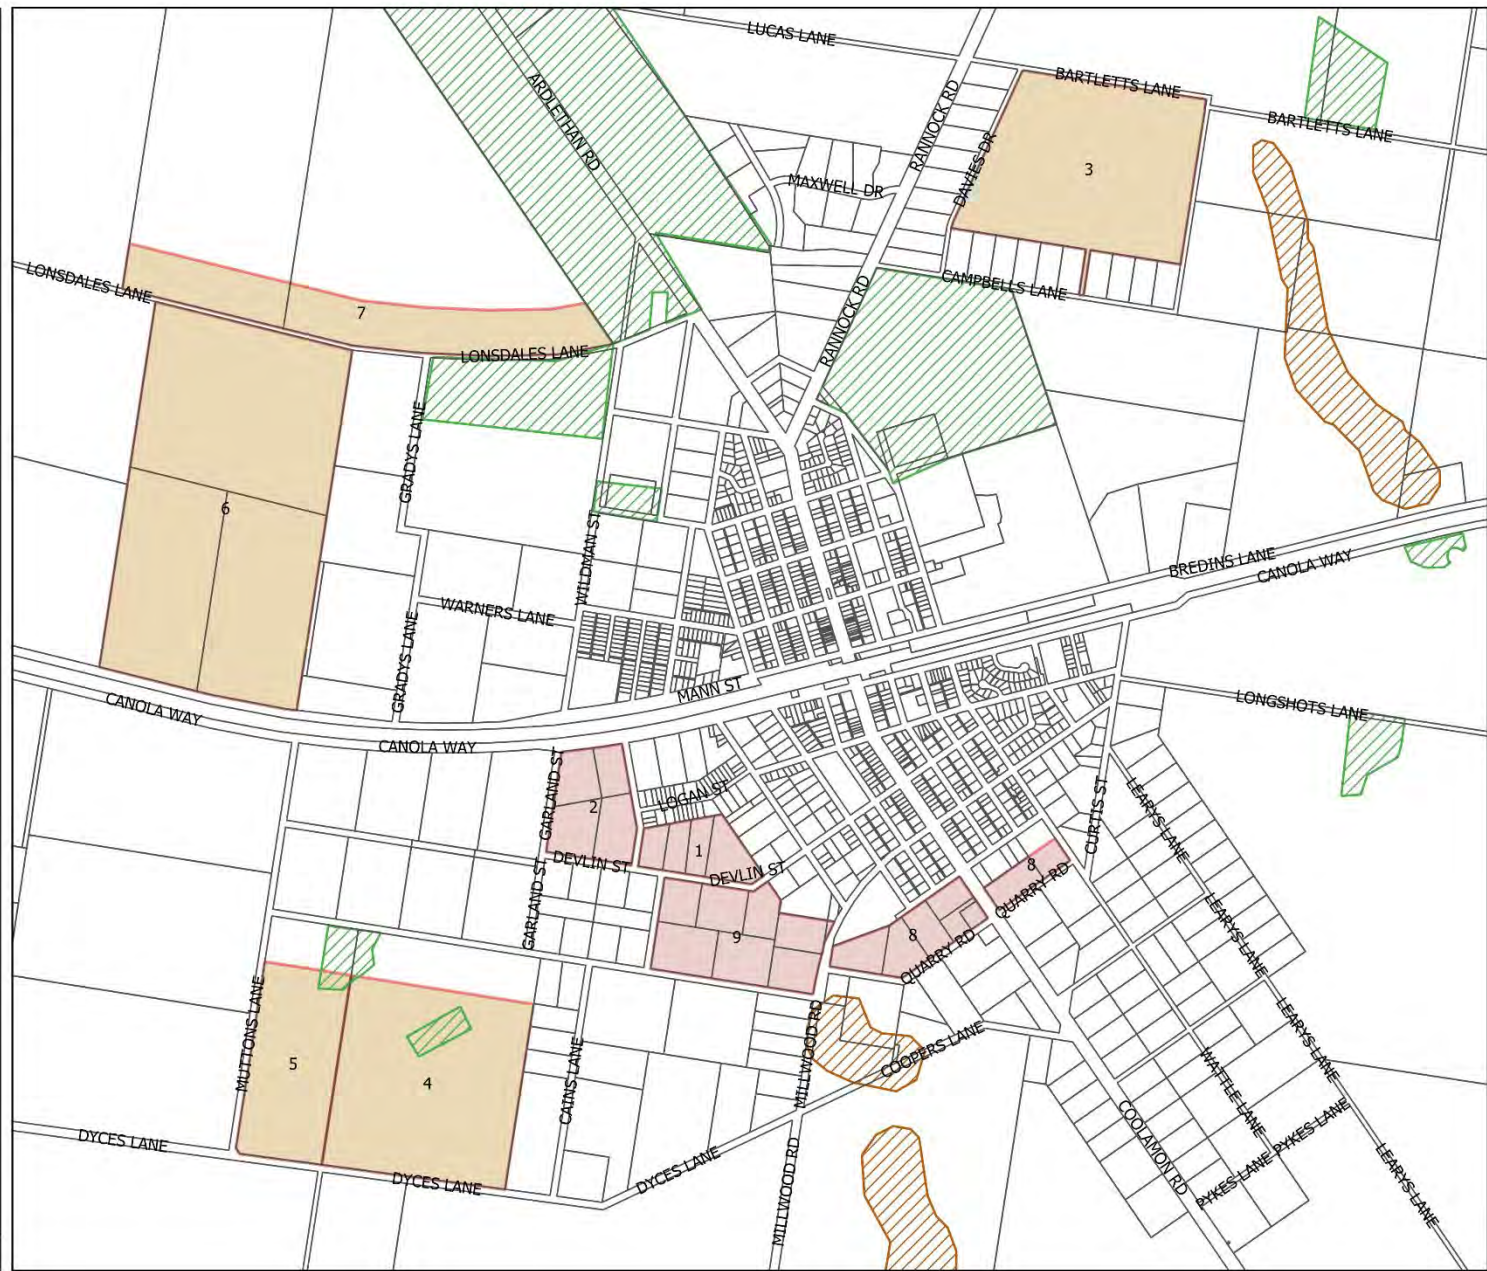 LUCAS LANE
ARDLETHAN RD
RANNOCK RD
BARTLETTS LANE
BARTLETTS LANE
DAVIES DR
3
MAXWELL DR
LONSDALES LANE
7
CAMPBELLS LANE
RANNOCK RD
LONSDALES LANE
GRADYS LANE
6
WILDMAN ST
BREDINS LANE
CANOLA WAY
WARNERS LANE
GRADYS LANE
MANN ST
CANOLA WAY
LONGSHOTS LANE
CANOLA WAY
GARLAND ST
2
LOGAN ST
CURTIS ST
LEARYS LANE
1
DEVLIN ST
DEVLIN ST
8
QUARRY RD
GARLAND ST
9
8
QUARRY RD
LEARYS LANE
MUTTONS LANE
5
4
CAINS LANE
MILLWOOD RD
COOPERS LANE
LEARYS LANE
WATTLE LANE
DYCES LANE
DYCES LANE
DYCES LANE
MILLWOOD RD
COOLAMON RD
PYKES LANE
PYKES LANE
LEARYS LANE